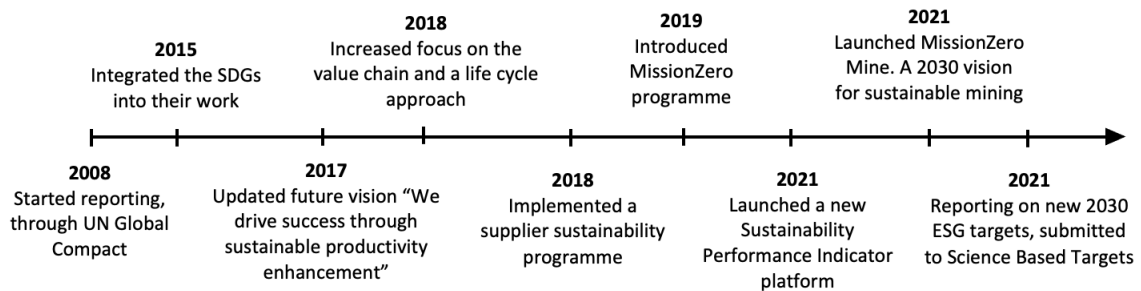 2015
Integrated the SDGs
into their work
2018
Increased focus on the
value chain and a life cycle
approach
2019
Introduced
MissionZero
programme
2021
Launched MissionZero
Mine. A 2030 vision
for sustainable mining
2008
Started reporting,
through UN Global
Compact
2017
Updated future vision “We
drive success through
sustainable productivity
enhancement”
2018
Implemented a
supplier sustainability
programme
2021
Launched a new
Sustainability
Performance Indicator
platform
2021
Reporting on new 2030
ESG targets, submitted
to Science Based Targets